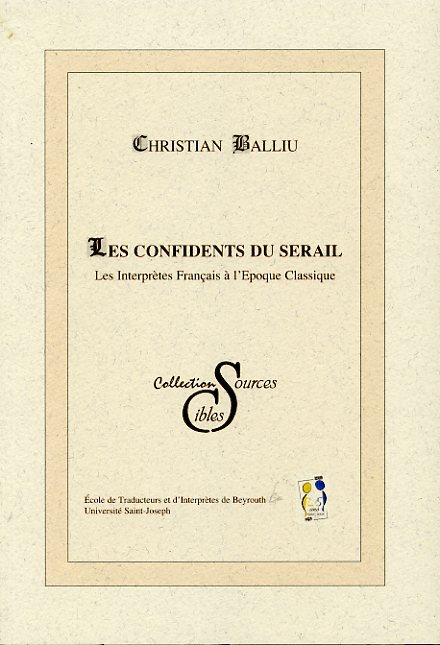 CHRISTIAN BALLIU
LES CONFIDENTS DU SERAIL
Les Interprètes Français à l'Epoque Classique
Collection Sources
Cibles
École de Traducteurs et d'Interprètes de Beyrouth
Université Saint-Joseph